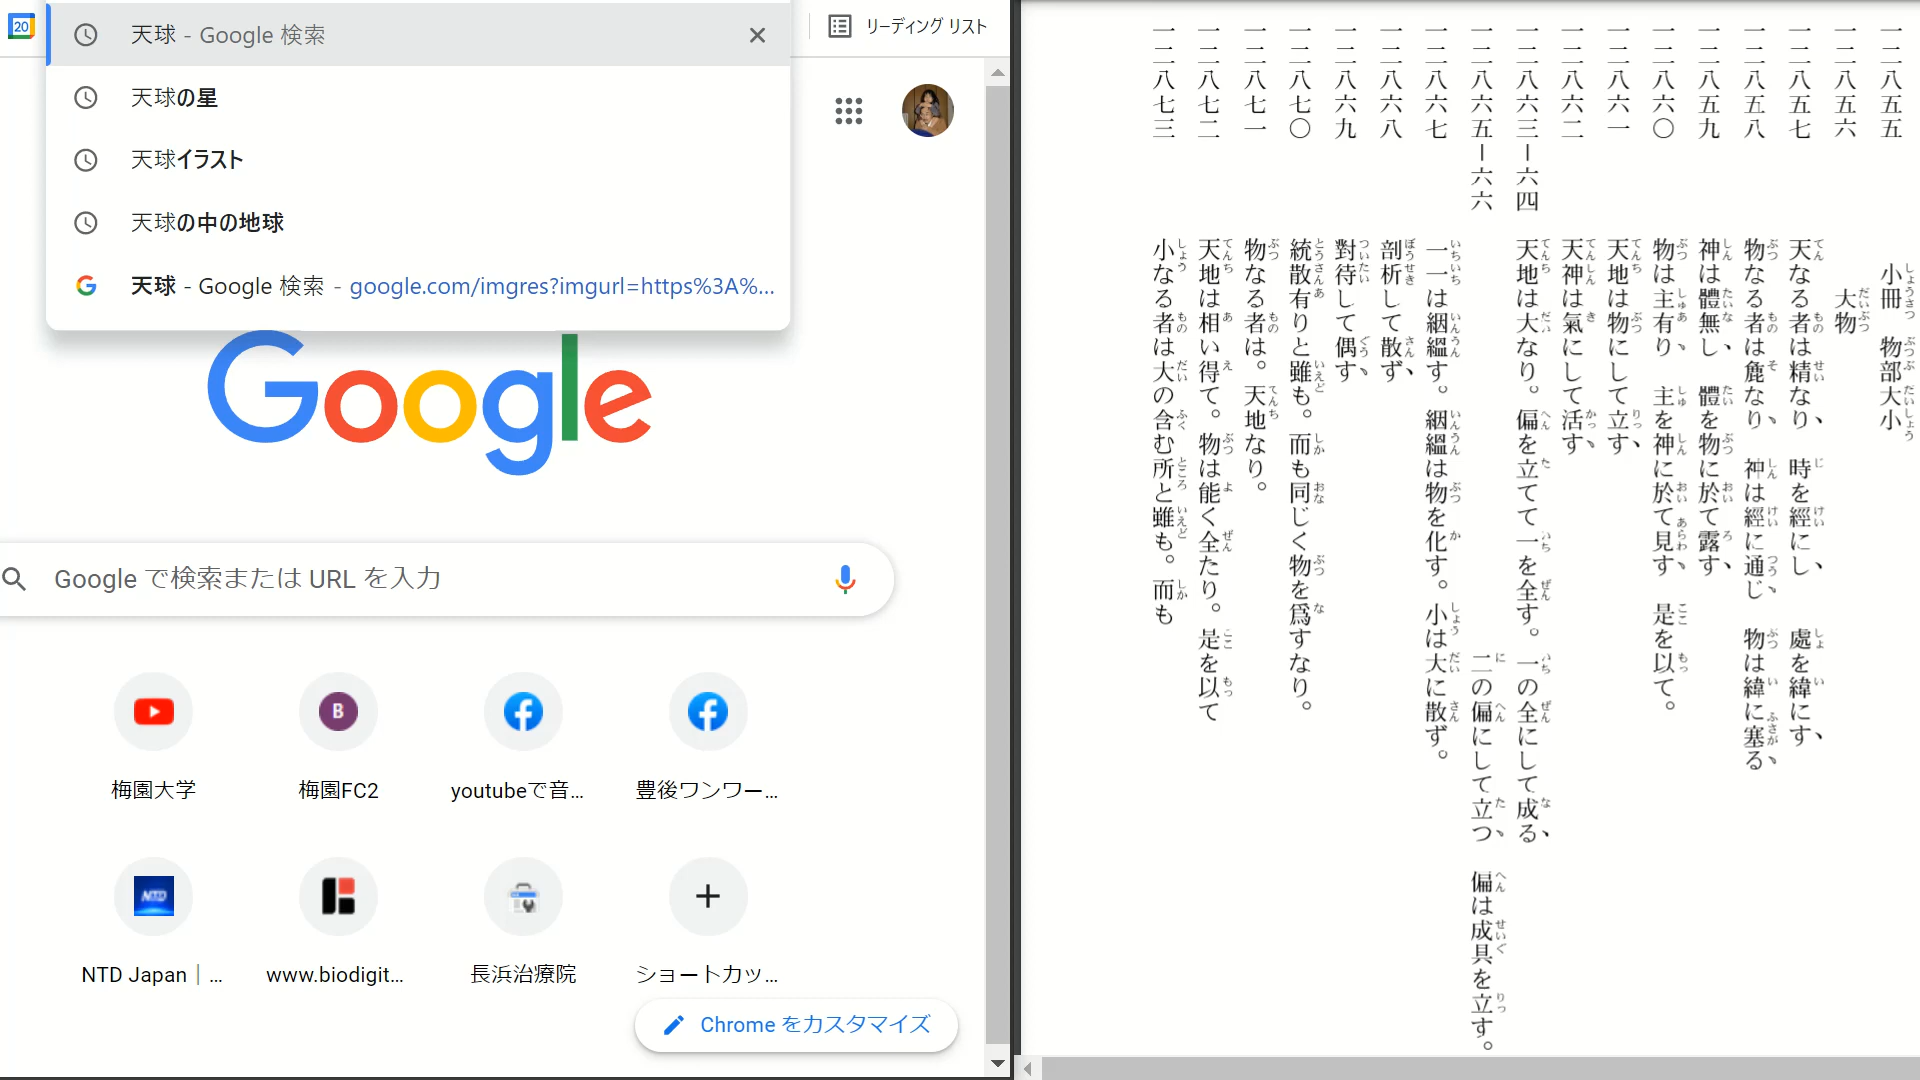 20
天球 - Google 検索
リーディング リスト
天球の星
天球イラスト
天球の中の地球
天球 - Google 検索 - google.com/imgres?imgurl=https%3A%...
Google
Google で検索または URL を入力
梅園大学
B
梅園FC2
youtubeで音...
豊後ワンワー...
NTD
NTD Japan｜...
www.biodigit...
長浜治療院
ショートカッ...
Chrome をカスタマイズ
一二八五五 小冊 物部大小
一二八五六 大物
一二八五七 天なる者は精なり、 時を經にし、 處を緯にす、
一二八五八 物なる者は麁なり、 神は經に通じ、 物は緯に塞る、
一二八五九 神は體無し、 體を物に於て露す、
一二八六〇 物は主有り、 主を神に於て見す、 是を以て。
一二八六一 天地は物にして立す、
一二八六二 天神は氣にして活す、
一二八六三－六四 天地は大なり。偏を立てて一を全す。一の全にして成る、
一二八六五－六六 二の偏にして立つ、 偏は成具を立す。
一二八六七 一一は絪縕す。絪縕は物を化す。小は大に散ず。
一二八六八 剖析して散ず、
一二八六九 對待して偶す、
一二八七〇 統散有りと雖も。而も同じく物を爲すなり。
一二八七一 物なる者は。天地なり。
一二八七二 天地は相い得て。物は能く全たり。是を以て
一二八七三 小なる者は大の含む所と雖も。而も